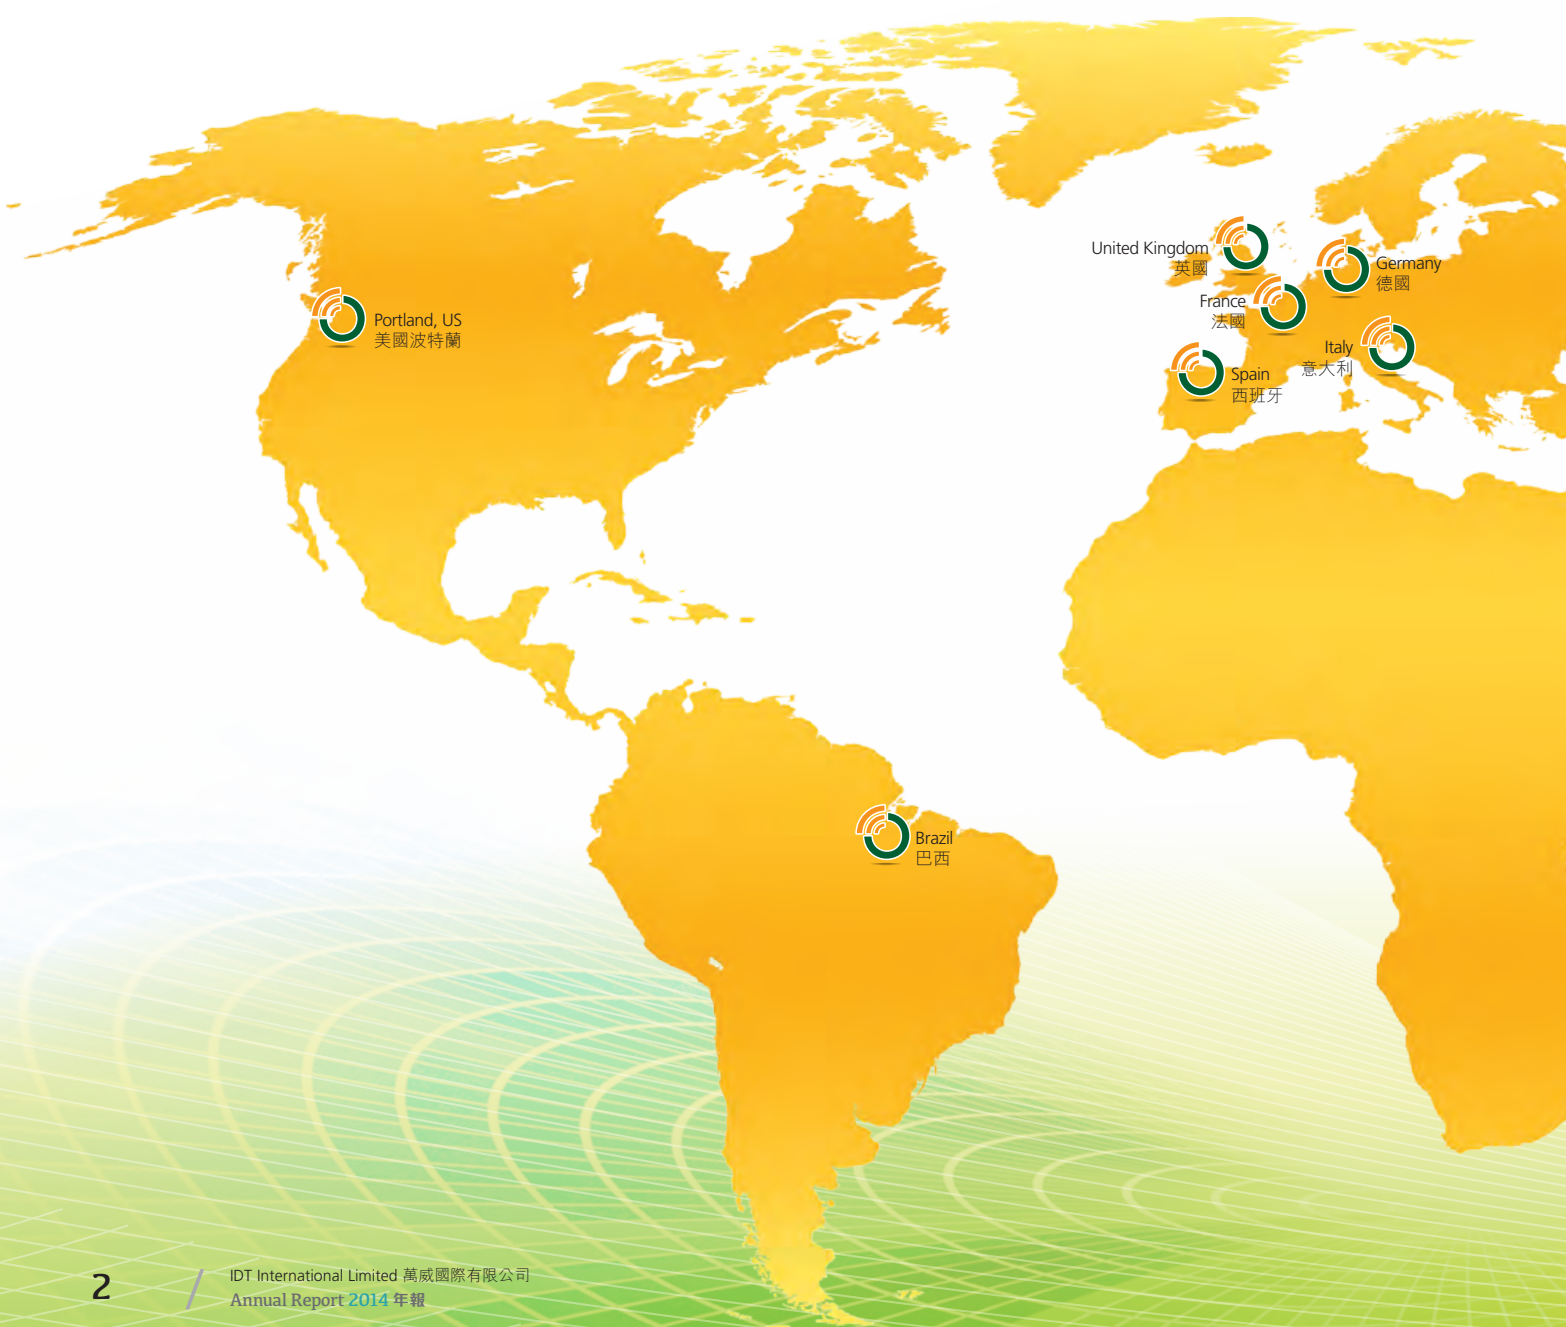 United Kingdom
英國
Germany
德國
France
法國
Portland, US
美國波特蘭
Italy
意大利
Spain
西班牙
Brazil
巴西
2
IDT International Limited 萬威國際有限公司
Annual Report 2014 年報